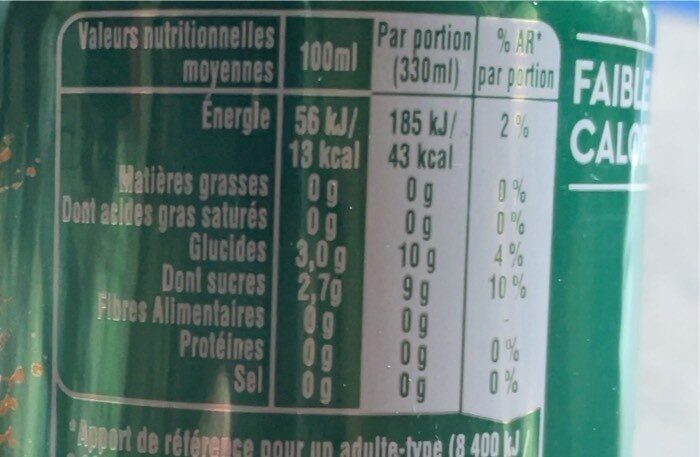 Valeurs nutritionnelles moyennes 100ml Par portion (330ml) % AR* par portion
Énergie 56 kJ/ 13 kcal 185 kJ/ 43 kcal 2 %
Matières grasses 0 g 0 g 0 %
Dont acides gras saturés 0 g 0 g 0 %
Glucides 3,0 g 10 g 4 %
Dont sucres 2,7g 9 g 10 %
Fibres Alimentaires 0 g 0 g -
Protéines 0 g 0 g 0 %
Sel 0 g 0 g 0 %
*Apport de référence pour un adulte-type (8 400 kJ /
FAIBLE